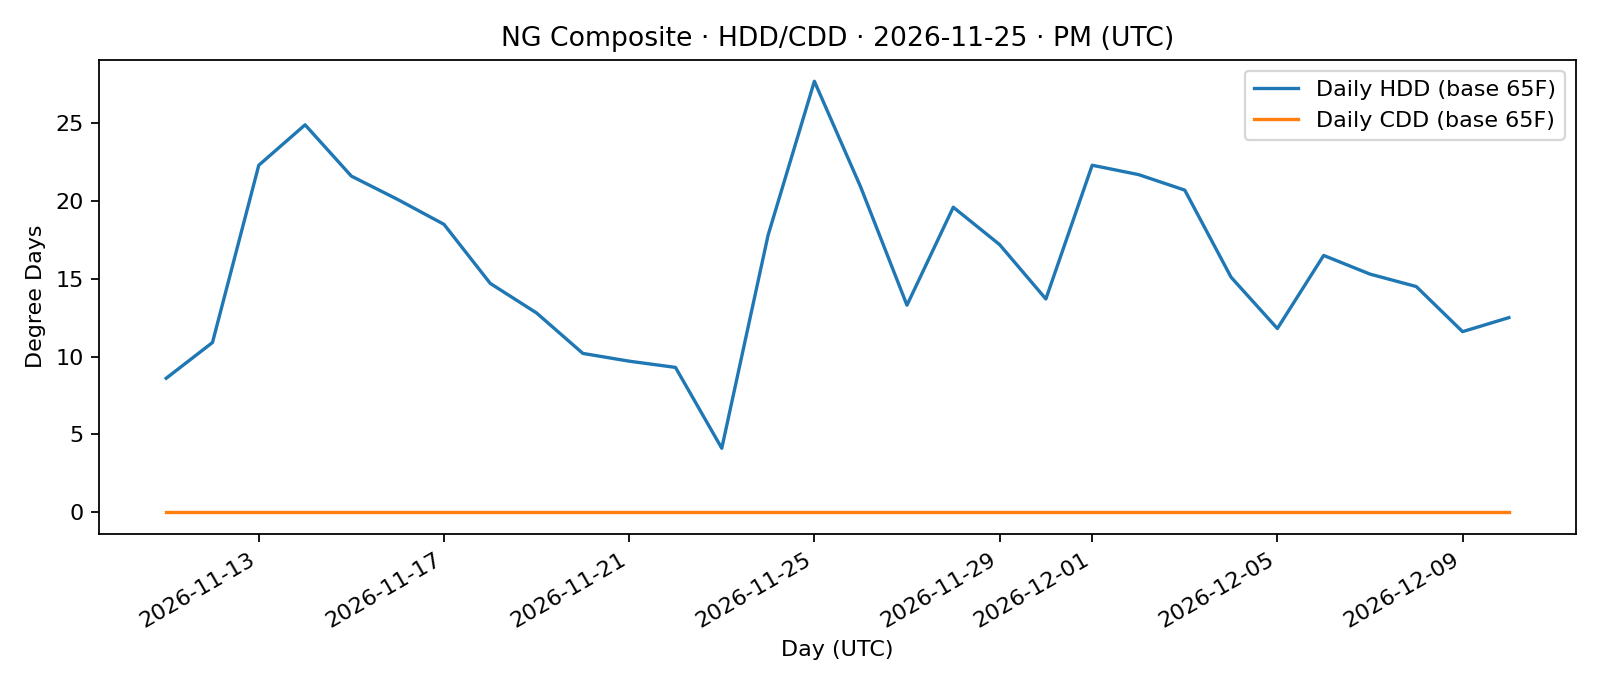 NG Composite · HDD/CDD · 2026-11-25 · PM (UTC)
Daily HDD (base 65F)
Daily CDD (base 65F)
Degree Days
25
20
15
10
5
0
2026-11-13
2026-11-17
2026-11-21
2026-11-25
2026-11-29
2026-12-01
2026-12-05
2026-12-09
Day (UTC)